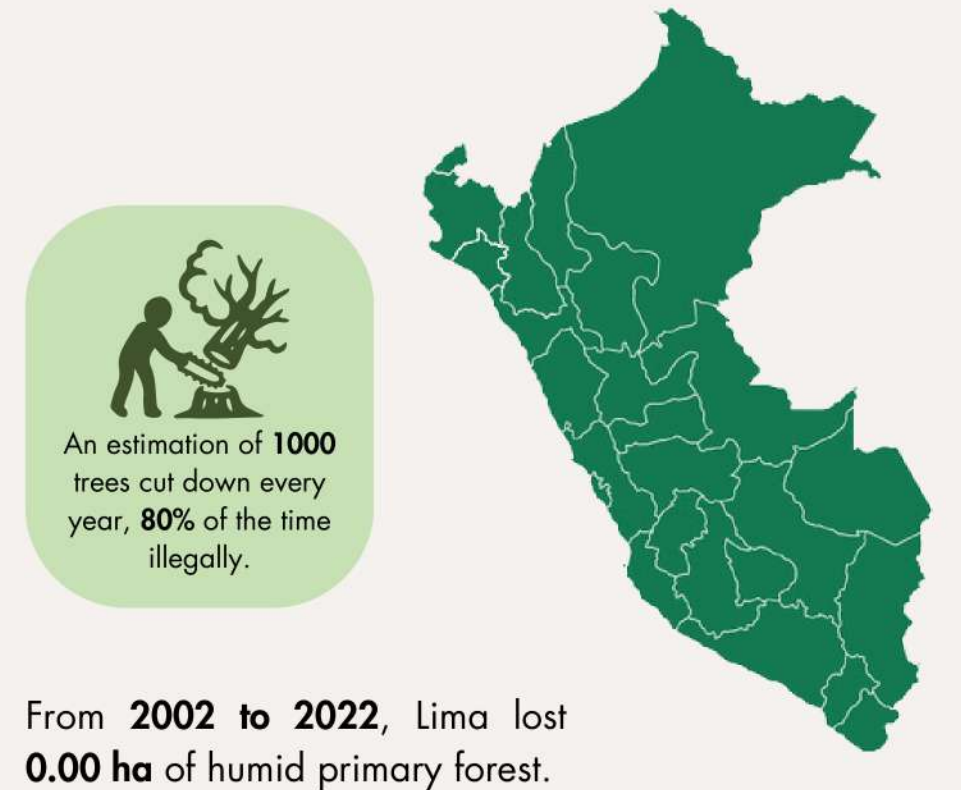 An estimation of 1000
trees cut down every
year, 80% of the time
illegally.
From 2002 to 2022, Lima lost
0.00 ha of humid primary forest.